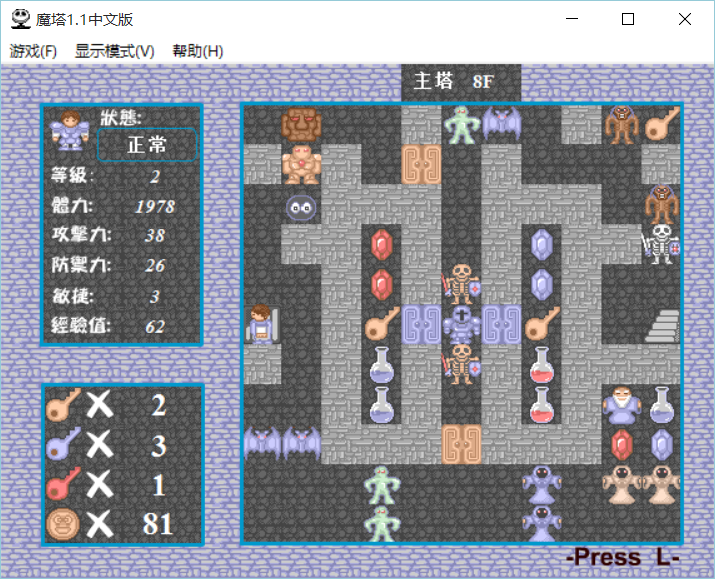 魔塔1.1中文版
游戏(F) 显示模式(V) 帮助(H)
主塔 8F
狀態:
正常
等級: 2
體力: 1978
攻擊力: 38
防禦力: 26
敏捷: 3
經驗值: 62
2
3
1
81
-Press L-